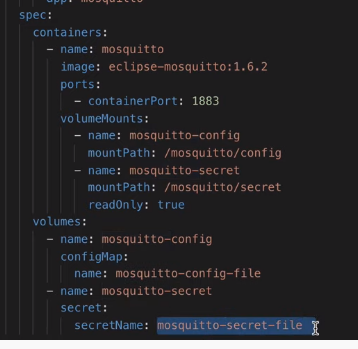 spec:
containers:
- name: mosquitto
image: eclipse-mosquitto:1.6.2
ports:
- containerPort: 1883
volumeMounts:
- name: mosquitto-config
mountPath: /mosquitto/config
- name: mosquitto-secret
mountPath: /mosquitto/secret
readOnly: true
volumes:
- name: mosquitto-config
configMap:
name: mosquitto-config-file
- name: mosquitto-secret
secret:
secretName: mosquitto-secret-file